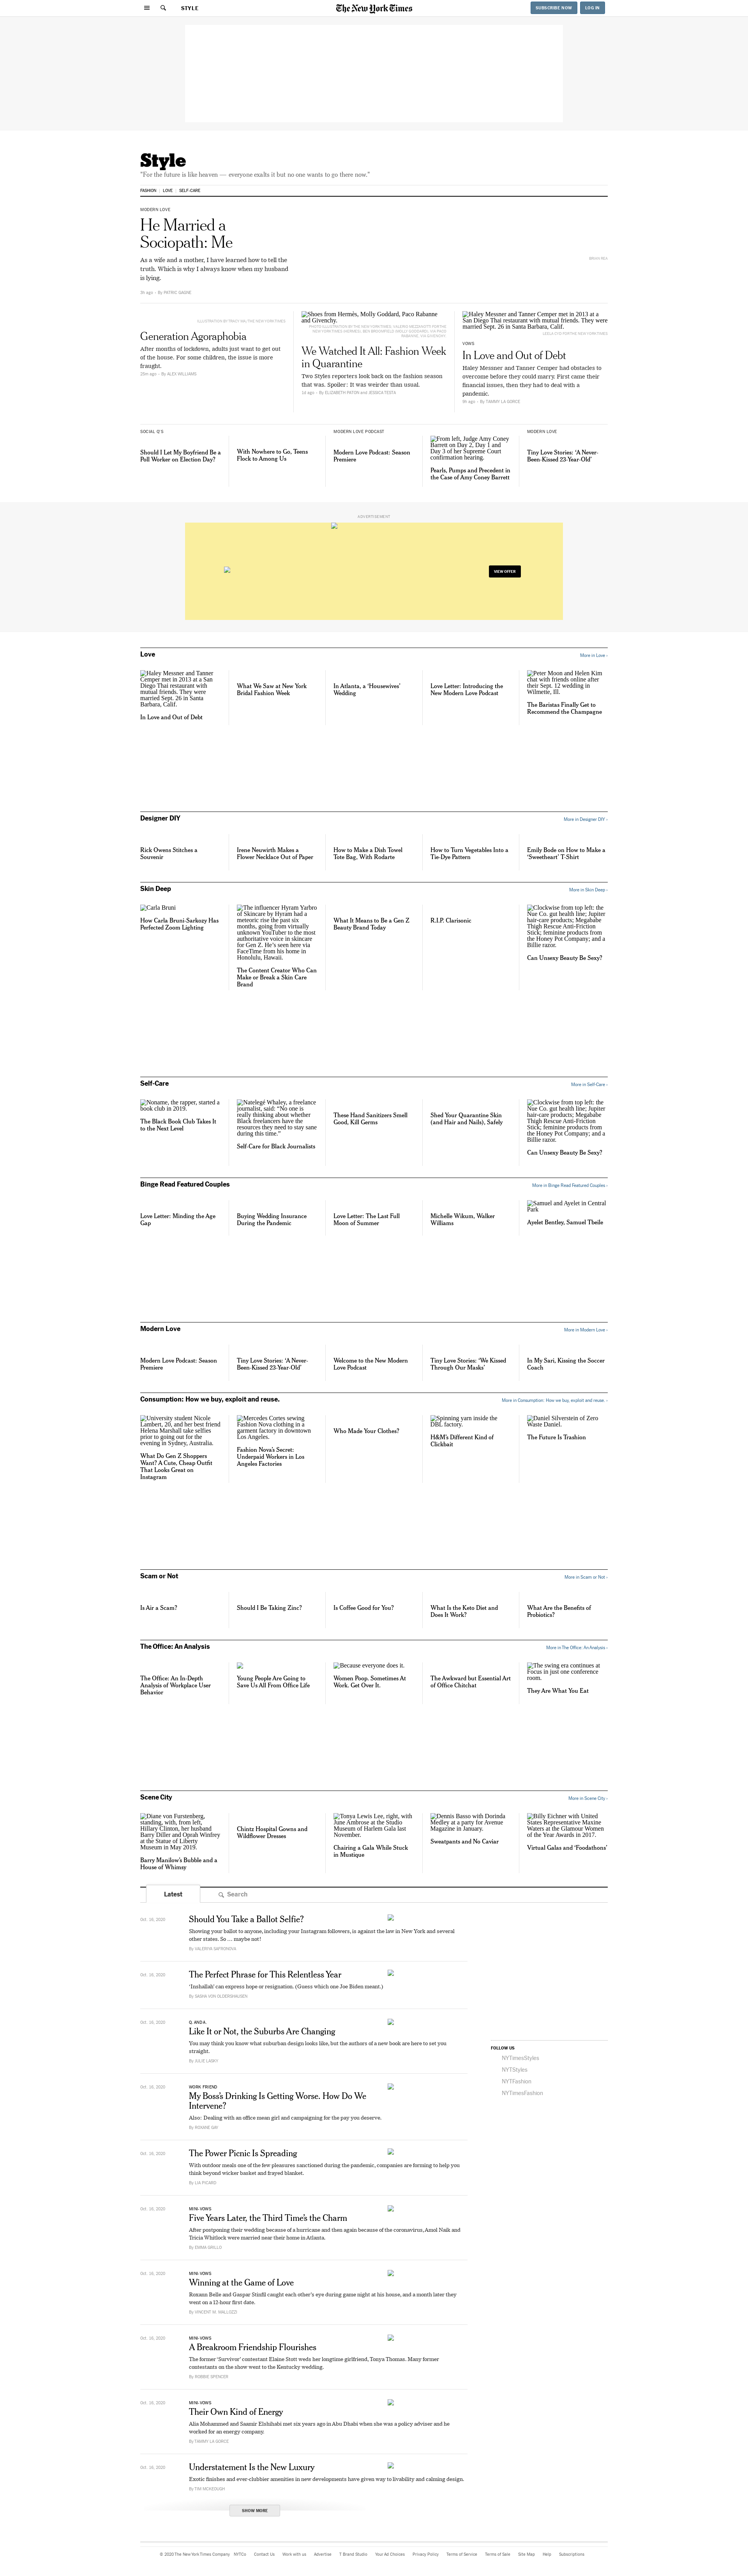 STYLE
The New York Times
SUBSCRIBE NOW
LOG IN
Style
"For me style is like heaven — everyone exalts it but no one wants to go there now."
FASHION
LOVE
SELF-CARE
MODERN LOVE
He Married a
Sociopath: Me
As a wife and a mother, I have learned how to tell the
truth. Which is why I always know when my husband
is lying.
2h ago · By PATRIC GAGNE
Generation Agoraphobia
After months of lockdown, adults just want to get out
of the house. For some children, the issue is more
fraught.
15m ago · By ALEX WILLIAMS
Shoes from Hermès, Molly Goddard, Paco Rabanne
and Givenchy.
We Watched It All: Fashion Week
in Quarantine
Two Styles reporters look back on the fashion season
that was. Spoiler: It was weirder than usual.
1d ago · By ELIZABETH PATON and JESSICA TESTA
Haley Messner and Tanner Cemper met in 2013 at a
San Diego Thai restaurant with mutual friends. They were
married Sept. 26 in Santa Barbara, Calif.
VOWS
In Love and Out of Debt
Haley Messner and Tanner Cemper had obstacles to
overcome before they could marry. First came their
financial issues, then they had to deal with a
pandemic.
9h ago · By TAMMY LA GORCE
SOCIAL Q'S
Should I Let My Boyfriend Be a
Poll Worker on Election Day?
With Nowhere to Go, Teens
Flock to Among Us
MODERN LOVE PODCAST
Modern Love Podcast: Season
Premiere
From left, Judge Amy Coney
Barrett on Day 2, Day 1 and
Day 3 of her Supreme Court
confirmation hearing.
Pearls, Pumps and Precedent in
the Case of Amy Coney Barrett
MODERN LOVE
Tiny Love Stories: 'A Never-
Been-Kissed 23-Year-Old'
ADVERTISEMENT
VIEW OFFER
Love
More in Love ›
Haley Messner and Tanner
Cemper met in 2013 at a San
Diego Thai restaurant with
mutual friends. They were
married Sept. 26 in Santa
Barbara, Calif.
In Love and Out of Debt
What We Saw at New York
Bridal Fashion Week
In Atlanta, a 'Housewives'
Wedding
Love Letter: Introducing the
New Modern Love Podcast
Peter Moon and Helen Kim
chat with friends online after
their Sept. 12 wedding in
Wilmette, Ill.
The Baristas Finally Get to
Recommend the Champagne
Designer DIY
More in Designer DIY ›
Rick Owens Stitches a
Souvenir
Irene Neuwirth Makes a
Flower Necklace Out of Paper
How to Make a Dish Towel
Tote Bag, With Rodarte
How to Turn Vegetables Into a
Tie-Dye Pattern
Emily Bode on How to Make a
'Sweetheart' T-Shirt
Skin Deep
More in Skin Deep ›
Carla Bruni
How Carla Bruni-Sarkozy Has
Perfected Zoom Lighting
The influencer Hyram Yarbro
of Skincare by Hyram had a
meteoric rise the past six
months, going from virtually
unknown YouTuber to the most
authoritative voice in skincare
for Gen Z. He's seen here via
FaceTime from his home in
Honolulu, Hawaii.
The Content Creator Who Can
Make or Break a Skin Care
Brand
What It Means to Be a Gen Z
Beauty Brand Today
R.I.P. Clarisonic
Clockwise from top left: the
Nue Co. gut health line; Jupiter
hair-care products; Megababe
Thigh Rescue Anti-Friction
Stick; feminine products from
the Honey Pot Company; and a
Billie razor.
Can Unsexy Beauty Be Sexy?
Self-Care
More in Self-Care ›
Noname, the rapper, started a
book club in 2019.
The Black Book Club Takes It
to the Next Level
Natelegé Whaley, a freelance
journalist, said: "No one is
really thinking about whether
Black freelancers have the
resources they need to stay sane
during this time."
Self-Care for Black Journalists
These Hand Sanitizers Smell
Good, Kill Germs
Shed Your Quarantine Skin
(and Hair and Nails), Safely
Clockwise from top left: the
Nue Co. gut health line; Jupiter
hair-care products; Megababe
Thigh Rescue Anti-Friction
Stick; feminine products from
the Honey Pot Company; and a
Billie razor.
Can Unsexy Beauty Be Sexy?
Binge Read Featured Couples
More in Binge Read Featured Couples ›
Love Letter: Minding the Age
Gap
Buying Wedding Insurance
During the Pandemic
Love Letter: The Last Full
Moon of Summer
Michelle Wikum, Walker
Williams
Samuel and Ayelet in Central
Park
Ayelet Bentley, Samuel Theile
Modern Love
More in Modern Love ›
Modern Love Podcast: Season
Premiere
Tiny Love Stories: 'A Never-
Been-Kissed 23-Year-Old'
Welcome to the New Modern
Love Podcast
Tiny Love Stories: 'We Kissed
Through Our Masks'
In My Sari, Kissing the Soccer
Coach
Consumption: How we buy, exploit and reuse.
More in Consumption: How we buy, exploit and reuse. ›
University student Nicole
Lambert, 20, and her best friend
Helena Marshall take selfies
prior to going out for the
evening in Sydney, Australia.
What Do Gen Z Shoppers
Want? A Cute, Cheap Outfit
That Looks Great on
Instagram
Mercedes Cortes sewing
Fashion Nova clothing in a
garment factory in downtown
Los Angeles.
Fashion Nova's Secret:
Underpaid Workers in Los
Angeles Factories
Who Made Your Clothes?
Spinning yarn inside the
DBL factory.
H&M's Different Kind of
Clickbait
Daniel Silverstein of Zero
Waste Daniel.
The Future Is Trashion
Scam or Not
More in Scam or Not ›
Is Air a Scam?
Should I Be Taking Zinc?
Is Coffee Good for You?
What Is the Keto Diet and
Does It Work?
What Are the Benefits of
Probiotics?
The Office: An Analysis
More in The Office: An Analysis ›
The Office: An In-Depth
Analysis of Workplace User
Behavior
Young People Are Going to
Save Us All From Office Life
Because everyone does it.
Women Poop. Sometimes At
Work. Get Over It.
The Awkward but Essential Art
of Office Chitchat
The swing era continues at
Focus in just one conference
room.
They Are What You Eat
Scene City
More in Scene City ›
Diane von Furstenberg,
standing, with, from left,
Hillary Clinton, her husband
Barry Diller and Oprah Winfrey
at the Statue of Liberty
Museum in May 2019.
Barry Manilow's Bubble and a
House of Whimsy
Chintz Hospital Gowns and
Wildflower Dresses
Tonya Lewis Lee, right, with
June Ambrose at the Studio
Museum of Harlem Gala last
November.
Chairing a Gala While Stuck
in Mustique
Dennis Basso with Dorinda
Medley at a party for Avenue
Magazine in January.
Sweatpants and No Caviar
Billy Eichner with United
States Representative Maxine
Waters at the Glamour Women
of the Year Awards in 2017.
Virtual Galas and 'Foodathons'
Latest
Search
Oct. 16, 2020
Should You Take a Ballot Selfie?
Showing your ballot to anyone, including your Instagram followers, is against the law in New York and several
other states. So … maybe not!
By VALERIYA SAFRONOVA
Oct. 16, 2020
The Perfect Phrase for This Relentless Year
'Inshallah' can express hope or resignation. (Guess which one Joe Biden meant.)
By SASHA VON OLDERSHAUSEN
Oct. 16, 2020
Q. AND A.
Like It or Not, the Suburbs Are Changing
You may think you know what suburban design looks like, but the authors of a new book are here to set you
straight.
By JULIE LASKY
Oct. 16, 2020
WORK FRIEND
My Boss's Drinking Is Getting Worse. How Do We
Intervene?
Also: Dealing with an office mean girl and campaigning for the pay you deserve.
By ROXANE GAY
Oct. 16, 2020
The Power Picnic Is Spreading
With outdoor meals one of the few pleasures sanctioned during the pandemic, companies are forming to help you
think beyond wicker basket and frayed blanket.
By LIA PICARD
Oct. 16, 2020
MINI-VOWS
Five Years Later, the Third Time's the Charm
After postponing their wedding because of a hurricane and then again because of the coronavirus, Amol Naik and
Tricia Whitlock were married near their home in Atlanta.
By EMMA GRILLO
Oct. 16, 2020
MINI-VOWS
Winning at the Game of Love
Roxann Belle and Gaspar Stinfil caught each other's eye during game night at his house, and a month later they
went on a 12-hour first date.
By VINCENT M. MALLOZZI
Oct. 16, 2020
MINI-VOWS
A Breakroom Friendship Flourishes
The former 'Survivor' contestant Elaine Stott weds her longtime girlfriend, Tonya Thomas. Many former
contestants on the show went to the Kentucky wedding.
By ROBBIE SPENCER
Oct. 16, 2020
MINI-VOWS
Their Own Kind of Energy
Alia Mohammed and Saamir Elshihabi met six years ago in Abu Dhabi when she was a policy adviser and he
worked for an energy company.
By TAMMY LA GORCE
Oct. 16, 2020
Understatement Is the New Luxury
Exotic finishes and ever-clubbier amenities in new developments have given way to livability and calming design.
By TIM MCKEOUGH
SHOW MORE
FOLLOW US
NYTimesStyles
NYTStyles
NYTFashion
NYTimesFashion
© 2020 The New York Times Company
NYTCo
Contact Us
Work with us
Advertise
T Brand Studio
Your Ad Choices
Privacy Policy
Terms of Service
Terms of Sale
Site Map
Help
Subscriptions